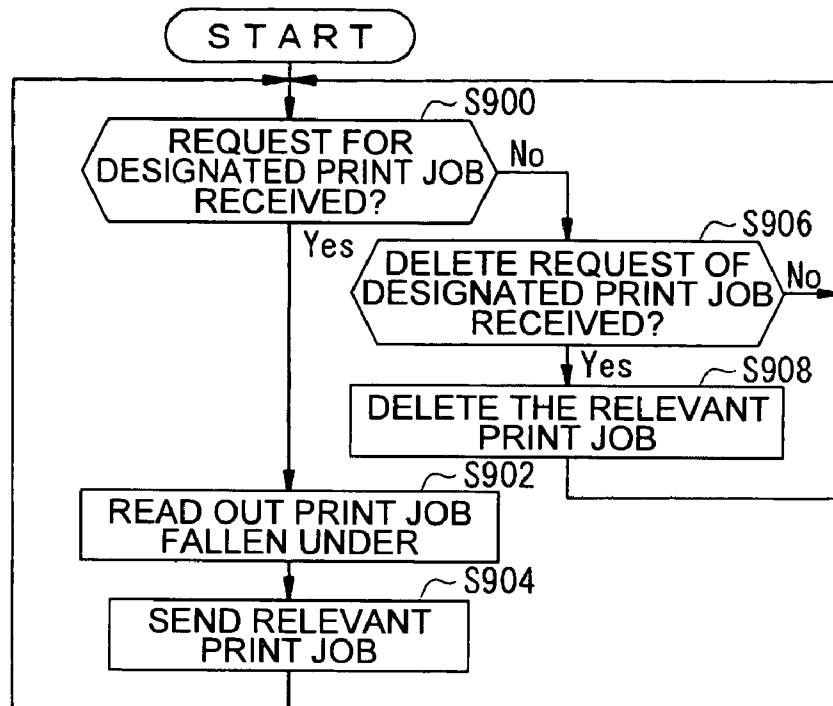 START
S900
REQUEST FOR
DESIGNATED PRINT JOB
RECEIVED?
No
Yes
S906
DELETE REQUEST OF
DESIGNATED PRINT JOB
RECEIVED?
No
Yes
S908
DELETE THE RELEVANT
PRINT JOB
S902
READ OUT PRINT JOB
FALLEN UNDER
S904
SEND RELEVANT
PRINT JOB